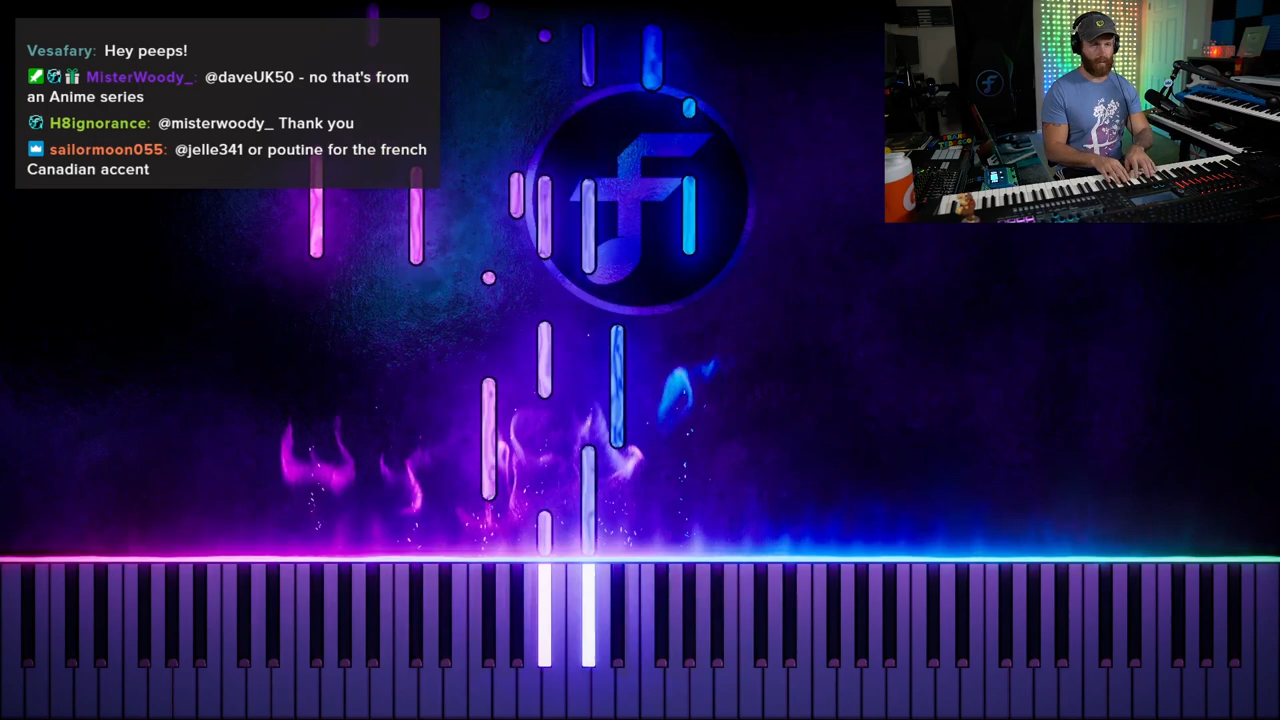 Vesafary: Hey peeps!
MisterWoody_: @daveUK50 - no that's from
an Anime series
H8ignorance: @misterwoody_ Thank you
sailormoon055: @jelle341 or poutine for the french
Canadian accent